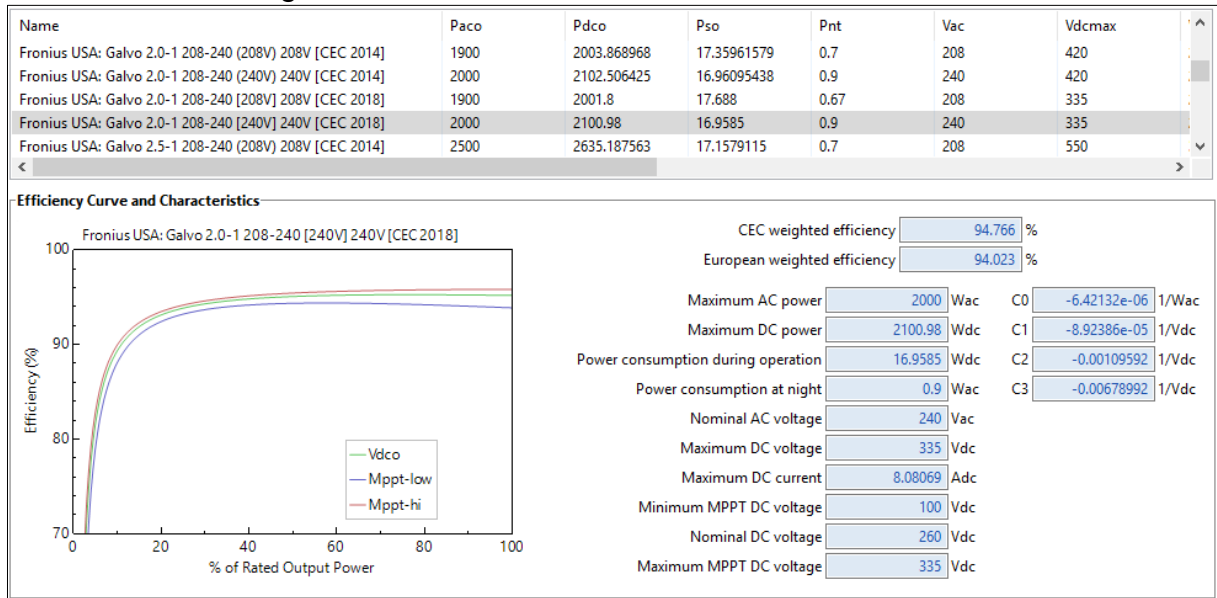 Name Paco Pdco Pso Pnt Vac Vdcmax
Fronius USA: Galvo 2.0-1 208-240 (208V) 208V [CEC 2014] 1900 2003.868968 17.35961579 0.7 208 420
Fronius USA: Galvo 2.0-1 208-240 (240V) 240V [CEC 2014] 2000 2102.506425 16.96095438 0.9 240 420
Fronius USA: Galvo 2.0-1 208-240 [208V] 208V [CEC 2018] 1900 2001.8 17.688 0.67 208 335
Fronius USA: Galvo 2.0-1 208-240 [240V] 240V [CEC 2018] 2000 2100.98 16.9585 0.9 240 335
Fronius USA: Galvo 2.5-1 208-240 (208V) 208V [CEC 2014] 2500 2635.187563 17.1579115 0.7 208 550
Efficiency Curve and Characteristics
Fronius USA: Galvo 2.0-1 208-240 [240V] 240V [CEC 2018]
100
90
80
70
Efficiency (%)
Vdco
Mppt-low
Mppt-hi
0 20 40 60 80 100
% of Rated Output Power
CEC weighted efficiency 94.766 %
European weighted efficiency 94.023 %
Maximum AC power 2000 Wac C0 -6.42132e-06 1/Wac
Maximum DC power 2100.98 Wdc C1 -8.92386e-05 1/Vdc
Power consumption during operation 16.9585 Wdc C2 -0.00109592 1/Vdc
Power consumption at night 0.9 Wac C3 -0.00678992 1/Vdc
Nominal AC voltage 240 Vac
Maximum DC voltage 335 Vdc
Maximum DC current 8.08069 Adc
Minimum MPPT DC voltage 100 Vdc
Nominal DC voltage 260 Vdc
Maximum MPPT DC voltage 335 Vdc